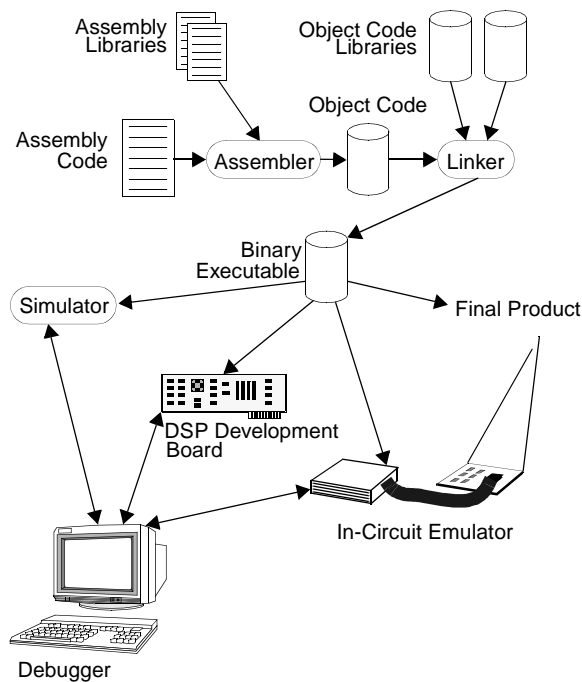 Assembly
Libraries
Object Code
Libraries
Object Code
Assembly
Code
Assembler
Linker
Binary
Executable
Simulator
Final Product
DSP Development
Board
In-Circuit Emulator
Debugger